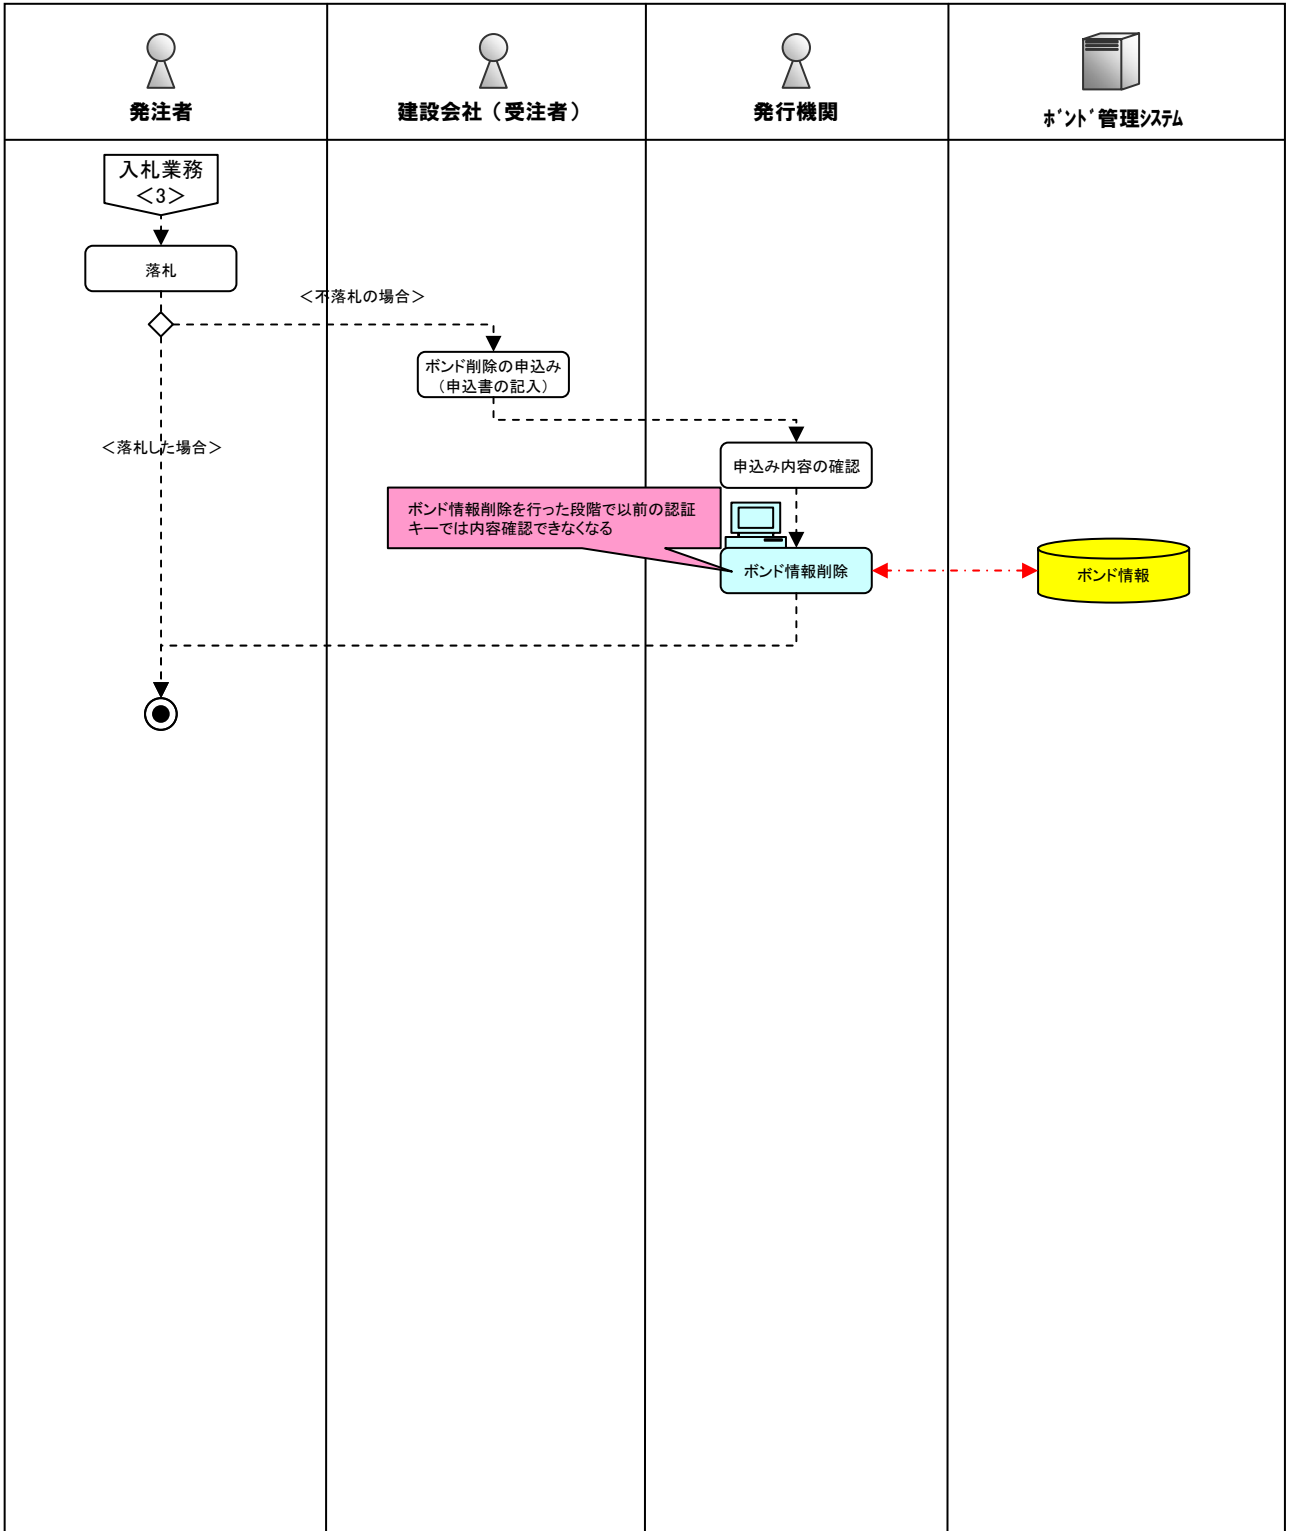 発注者
建設会社（受注者）
発行機関
ﾎﾞﾝﾄﾞ管理ｼｽﾃﾑ
入札業務
＜3＞
落札
＜不落札の場合＞
ボンド削除の申込み
（申込書の記入）
＜落札した場合＞
申込み内容の確認
ボンド情報削除を行った段階で以前の認証
キーでは内容確認できなくなる
ボンド情報削除
ボンド情報